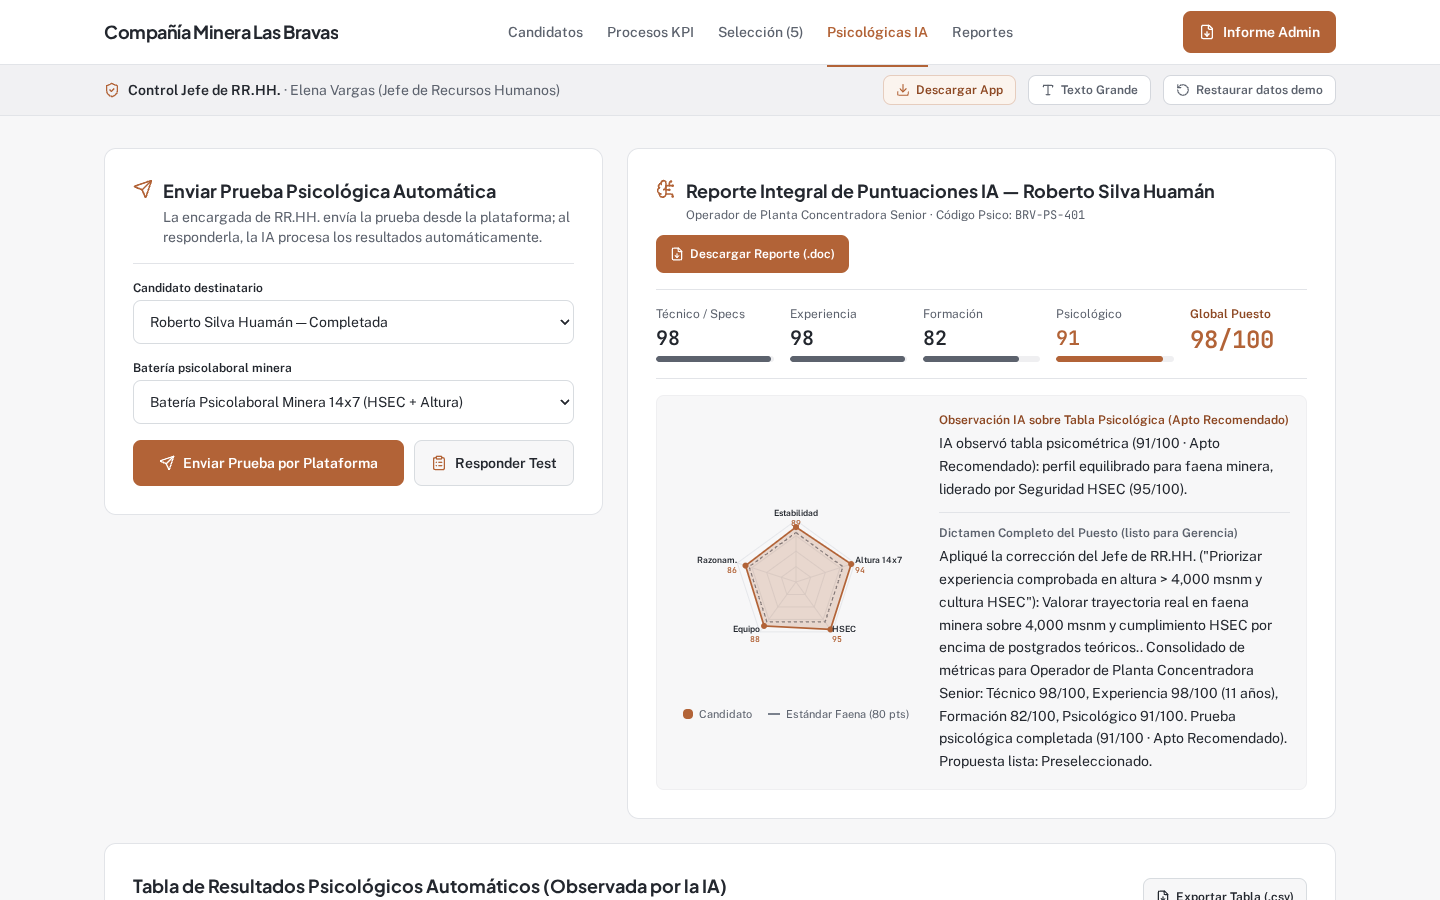 Compañía Minera Las Bravas
Candidatos
Procesos KPI
Selección (5)
Psicológicas IA
Reportes
Informe Admin
Control Jefe de RR.HH. · Elena Vargas (Jefe de Recursos Humanos)
Descargar App
Texto Grande
Restaurar datos demo
Enviar Prueba Psicológica Automática
La encargada de RR.HH. envía la prueba desde la plataforma; al
responderla, la IA procesa los resultados automáticamente.
Candidato destinatario
Roberto Silva Huamán — Completada
Batería psicolaboral minera
Batería Psicolaboral Minera 14x7 (HSEC + Altura)
Enviar Prueba por Plataforma
Responder Test
Reporte Integral de Puntuaciones IA — Roberto Silva Huamán
Operador de Planta Concentradora Senior · Código Psico: BRV-PS-401
Descargar Reporte (.doc)
Técnico / Specs
98
Experiencia
98
Formación
82
Psicológico
91
Global Puesto
98/100
Estabilidad
89
Altura 14x7
94
HSEC
95
Equipo
88
Razonam.
86
Candidato
Estándar Faena (80 pts)
Observación IA sobre Tabla Psicológica (Apto Recomendado)
IA observó tabla psicométrica (91/100 · Apto
Recomendado): perfil equilibrado para faena minera,
liderado por Seguridad HSEC (95/100).
Dictamen Completo del Puesto (listo para Gerencia)
Apliqué la corrección del Jefe de RR.HH. ("Priorizar
experiencia comprobada en altura > 4,000 msnm y
cultura HSEC"): Valorar trayectoria real en faena
minera sobre 4,000 msnm y cumplimiento HSEC por
encima de postgrados teóricos.. Consolidado de
métricas para Operador de Planta Concentradora
Senior: Técnico 98/100, Experiencia 98/100 (11 años),
Formación 82/100, Psicológico 91/100. Prueba
psicológica completada (91/100 · Apto Recomendado).
Propuesta lista: Preseleccionado.
Tabla de Resultados Psicológicos Automáticos (Observada por la IA)
Exportar Tabla (.csv)